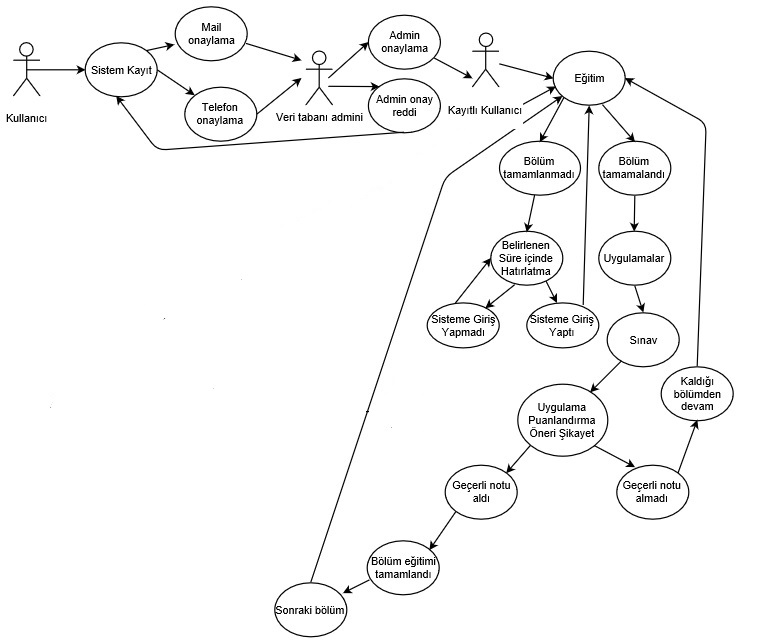 Mail
onaylama
Admin
onaylama
Sistem Kayıt
Eğitim
Kullanıcı
Telefon
onaylama
Veri tabanı admini
Admin onay
reddi
Kayıtlı Kullanıcı
Bölüm
tamamlanmadı
Bölüm
tamamalandı
Belirlenen
Süre içinde
Hatırlatma
Uygulamalar
Sisteme Giriş
Yapmadı
Sisteme Giriş
Yaptı
Sınav
Kaldığı
bölümden
devam
Uygulama
Puanlandırma
Öneri Şikayet
Geçerli notu
aldı
Geçerli notu
almadı
Bölüm eğitimi
tamamlandı
Sonraki bölüm